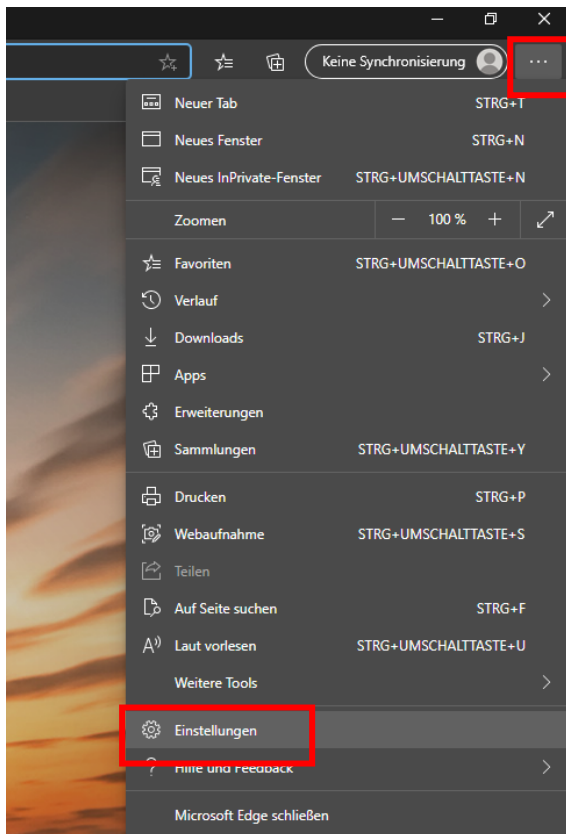 Keine Synchronisierung
Neuer Tab STRG+T
Neues Fenster STRG+N
Neues InPrivate-Fenster STRG+UMSCHALTTASTE+N
Zoomen — 100 % +
Favoriten STRG+UMSCHALTTASTE+O
Verlauf
Downloads STRG+J
Apps
Erweiterungen
Sammlungen STRG+UMSCHALTTASTE+Y
Drucken STRG+P
Webaufnahme STRG+UMSCHALTTASTE+S
Teilen
Auf Seite suchen STRG+F
Laut vorlesen STRG+UMSCHALTTASTE+U
Weitere Tools
Einstellungen
Hilfe und Feedback
Microsoft Edge schließen